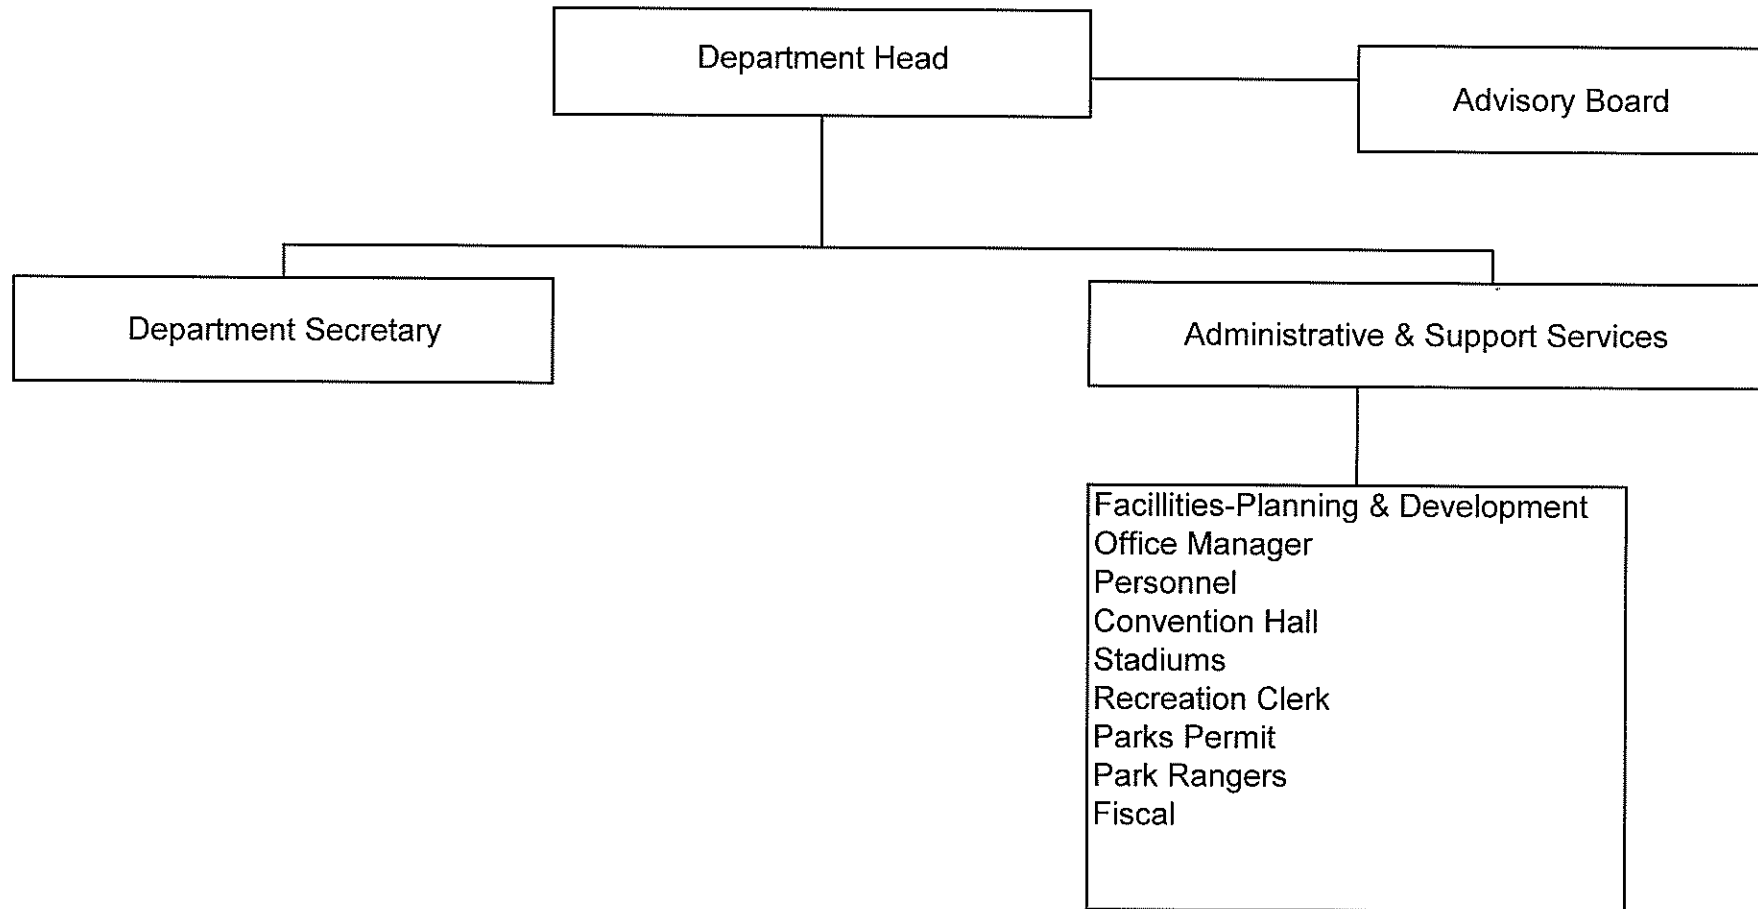 Department Head
Advisory Board
Department Secretary
Administrative & Support Services
Facillities-Planning & Development
Office Manager
Personnel
Convention Hall
Stadiums
Recreation Clerk
Parks Permit
Park Rangers
Fiscal